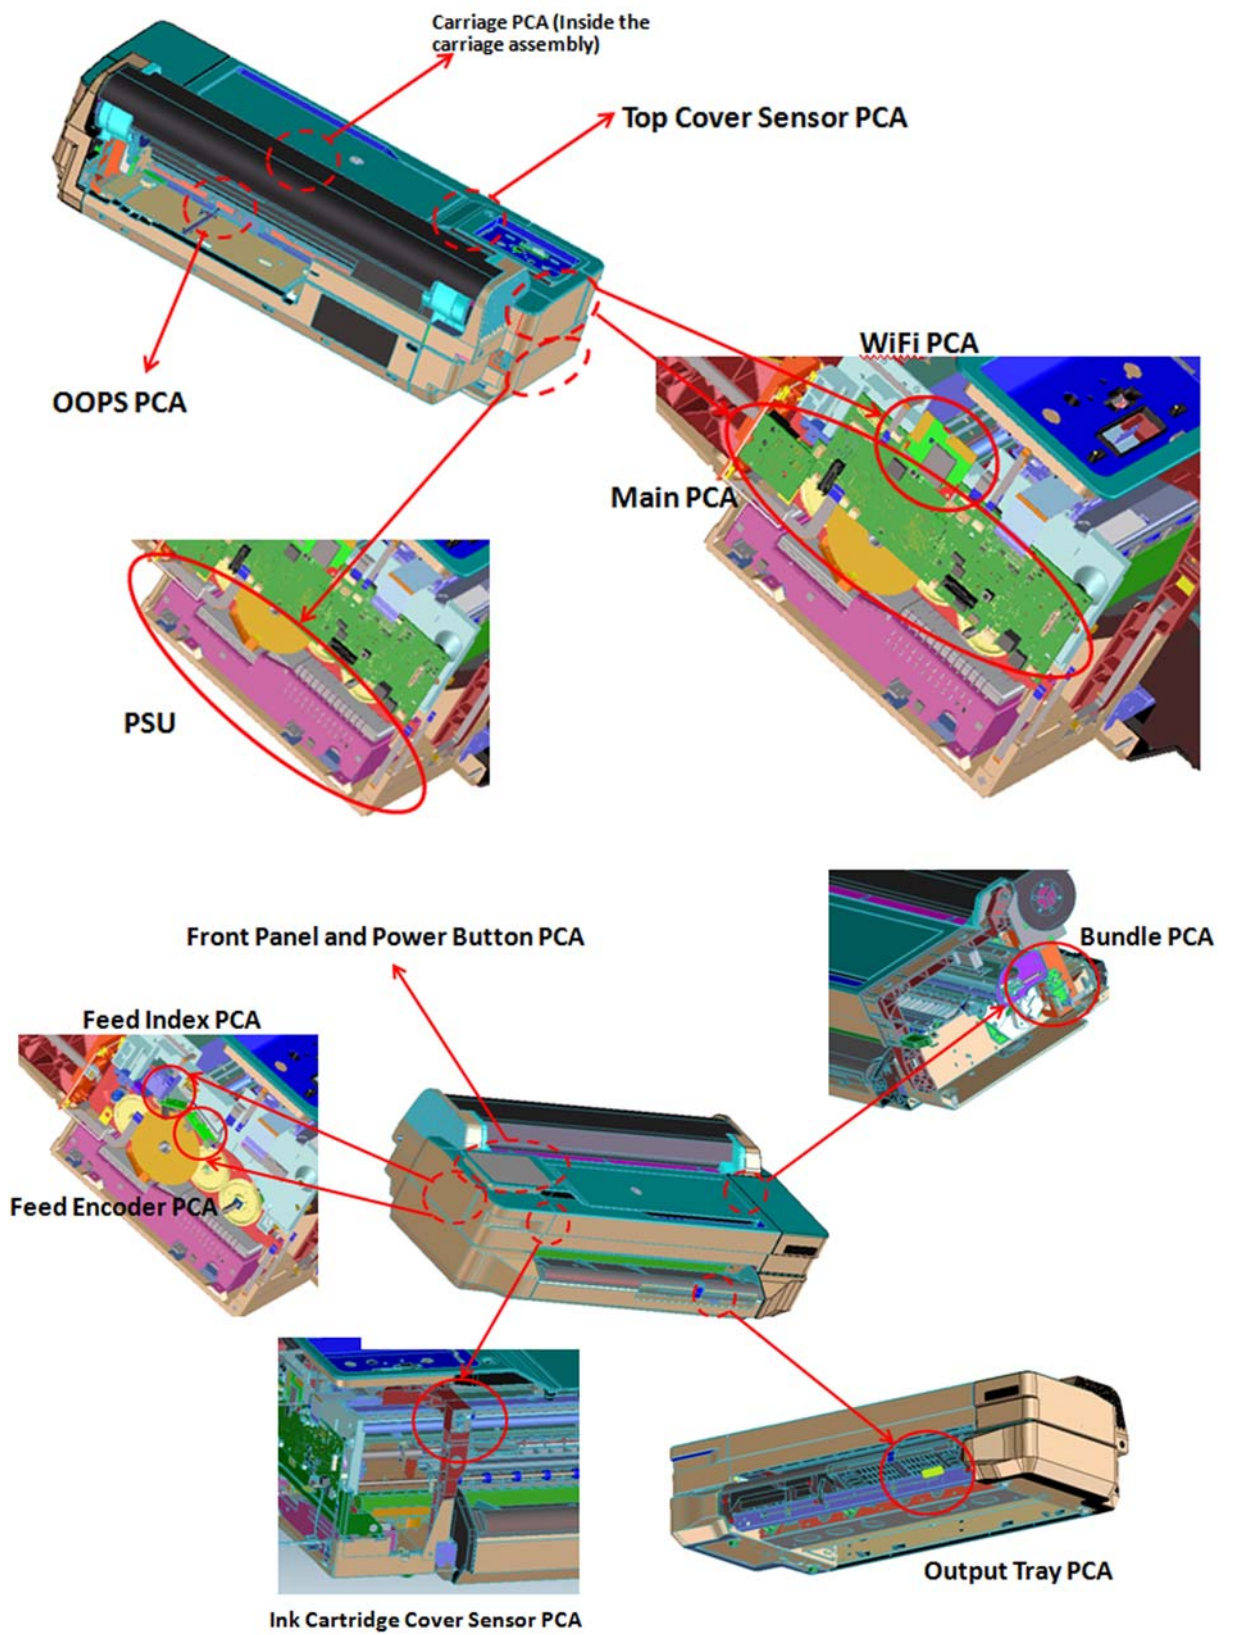 Carriage PCA (Inside the
carriage assembly)
Top Cover Sensor PCA
WiFi PCA
OOPS PCA
Main PCA
PSU
Front Panel and Power Button PCA
Bundle PCA
Feed Index PCA
Feed Encoder PCA
Output Tray PCA
Ink Cartridge Cover Sensor PCA